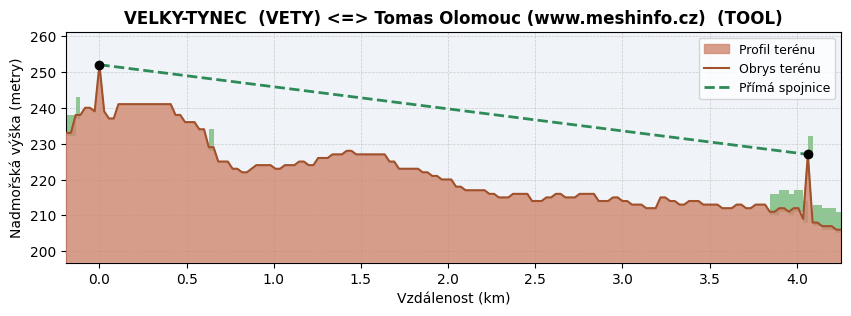 VELKY-TYNEC (VETY) <=> Tomas Olomouc (www.meshinfo.cz) (TOOL)
Nadmořská výška (metry)
260
250
240
230
220
210
200
Profil terénu
Obrys terénu
Přímá spojnice
0.0 0.5 1.0 1.5 2.0 2.5 3.0 3.5 4.0
Vzdálenost (km)